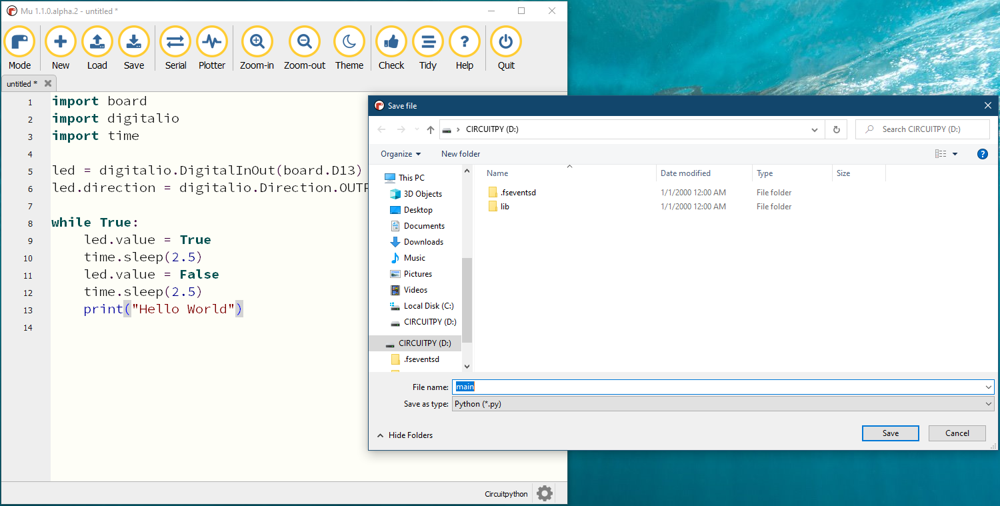 Mu 1.1.0.alpha.2 - untitled *
Mode New Load Save Serial Plotter Zoom-in Zoom-out Theme Check Tidy Help Quit
untitled *
1 import board
2 import digitalio
3 import time
4
5 led = digitalio.DigitalInOut(board.D13)
6 led.direction = digitalio.Direction.OUTP
7
8 while True:
9 led.value = True
10 time.sleep(2.5)
11 led.value = False
12 time.sleep(2.5)
13 print("Hello World")
14
Circuitpython
Save file
CIRCUITPY (D:)
Search CIRCUITPY (D:)
Organize New folder
?
This PC
3D Objects
Desktop
Documents
Downloads
Music
Pictures
Videos
Local Disk (C:)
CIRCUITPY (D:)
CIRCUITPY (D:)
.fseventsd
Name Date modified Type Size
.fseventsd 1/1/2000 12:00 AM File folder
lib 1/1/2000 12:00 AM File folder
File name: main
Save as type: Python (*.py)
Hide Folders
Save Cancel